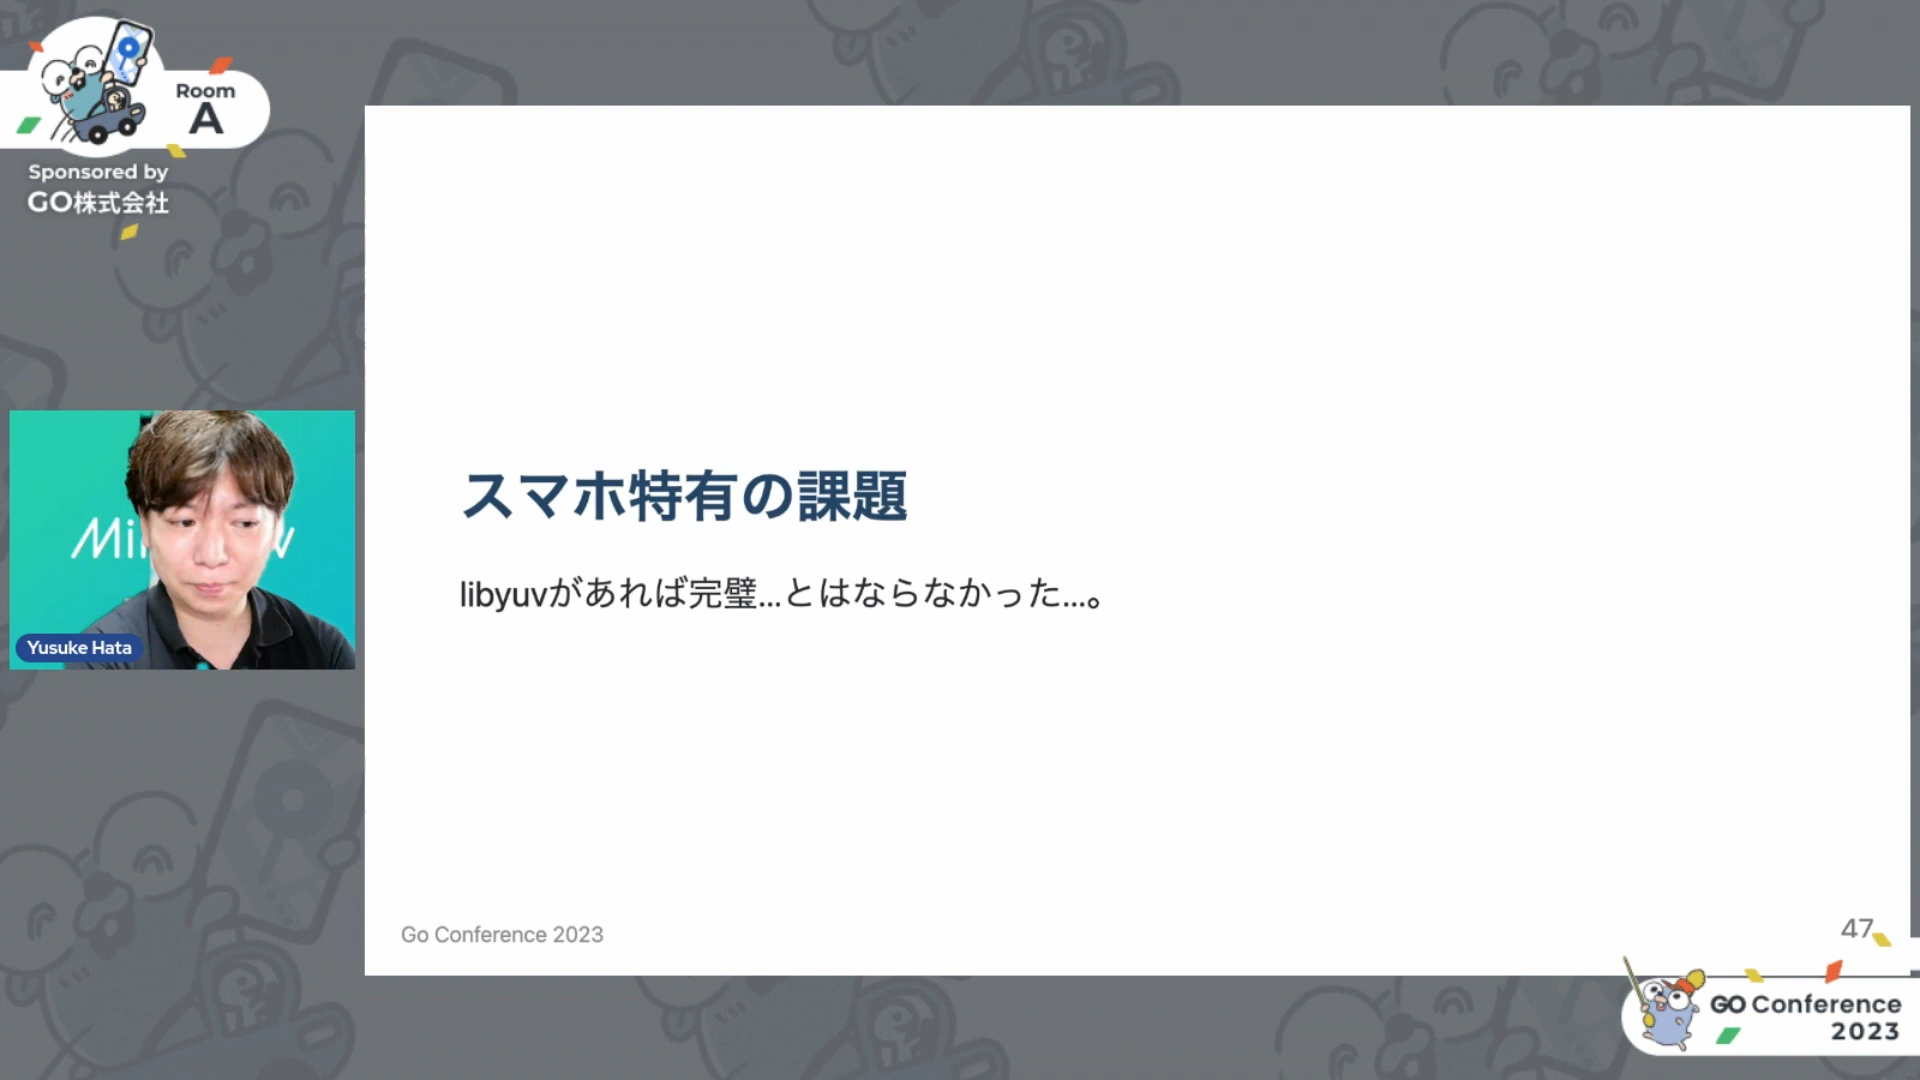 Room
A
Sponsored by
GO株式会社
スマホ特有の課題
libyuvがあれば完璧...とはならなかった...。
Yusuke Hata
Go Conference 2023
47
GO Conference
2023